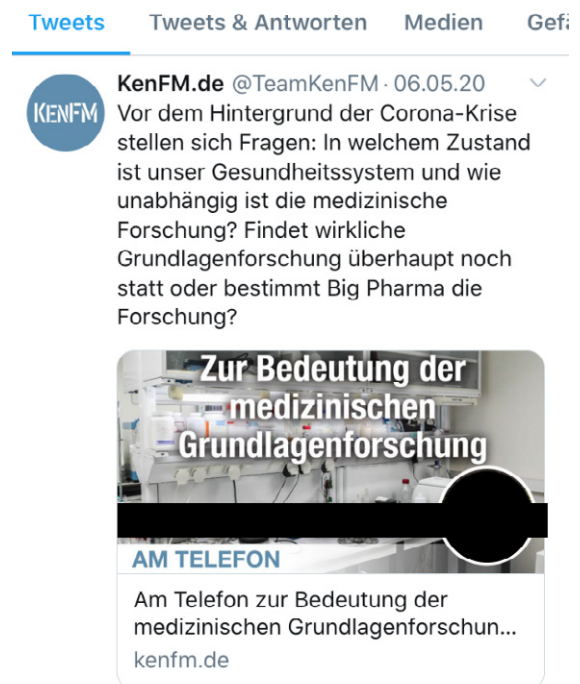 Tweets Tweets & Antworten Medien
KenFM.de @TeamKenFM · 06.05.20
KENFM
Vor dem Hintergrund der Corona-Krise
stellen sich Fragen: In welchem Zustand
ist unser Gesundheitssystem und wie
unabhängig ist die medizinische
Forschung? Findet wirkliche
Grundlagenforschung überhaupt noch
statt oder bestimmt Big Pharma die
Forschung?
Zur Bedeutung der
medizinischen
Grundlagenforschung
AM TELEFON
Am Telefon zur Bedeutung der
medizinischen Grundlagenforschun...
kenfm.de